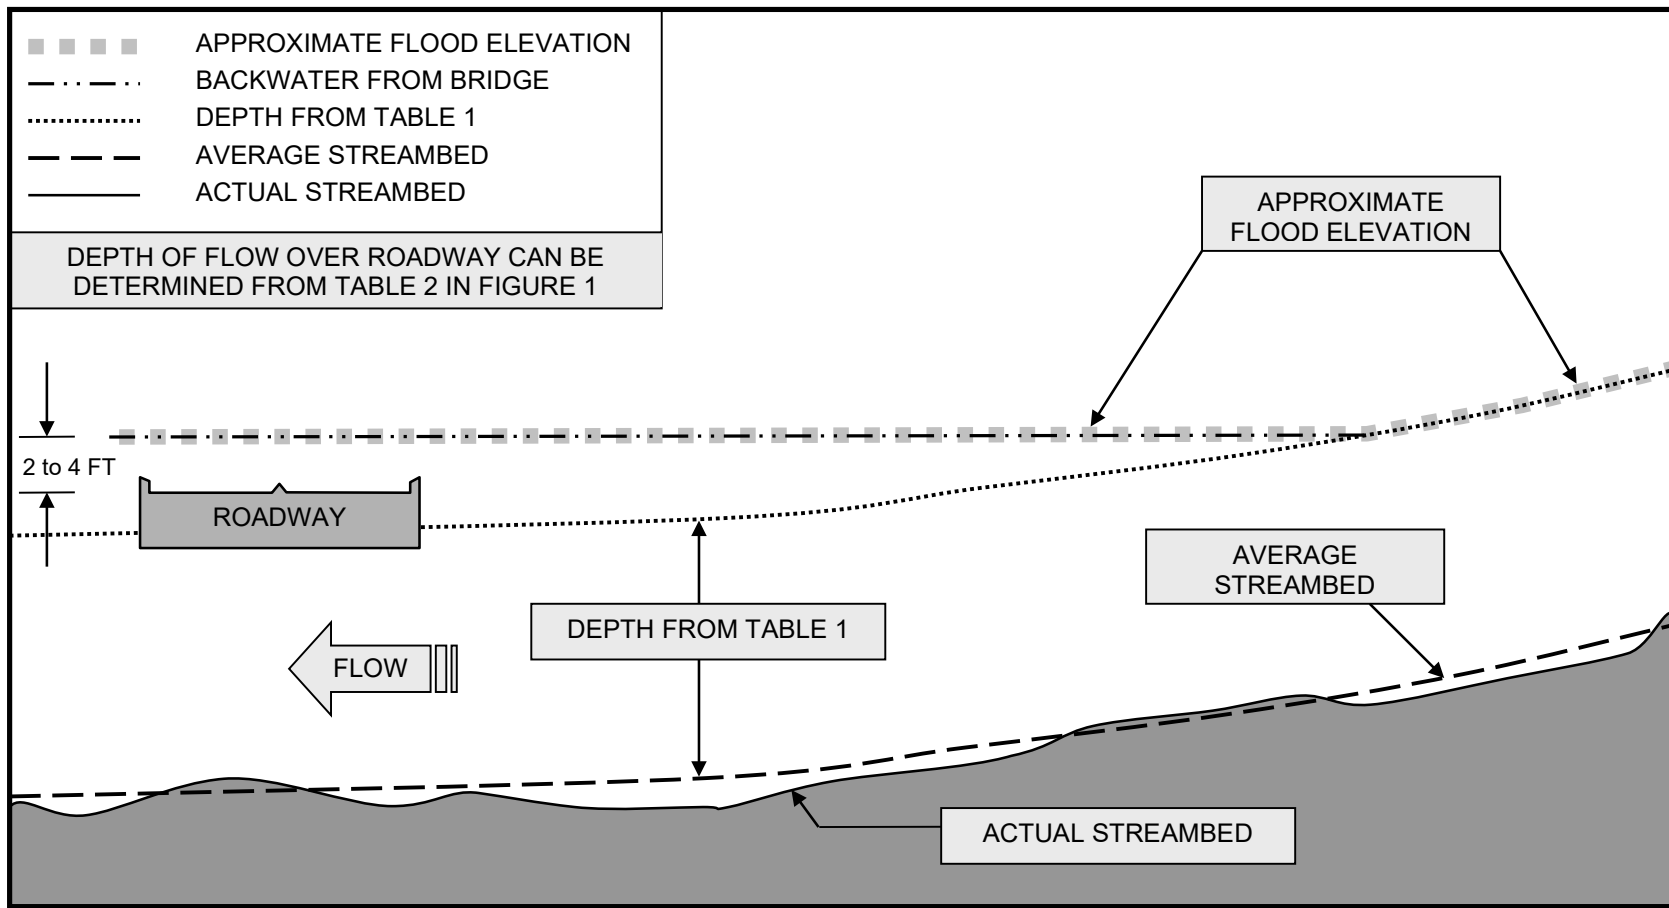 APPROXIMATE FLOOD ELEVATION
BACKWATER FROM BRIDGE
DEPTH FROM TABLE 1
AVERAGE STREAMBED
ACTUAL STREAMBED
DEPTH OF FLOW OVER ROADWAY CAN BE
DETERMINED FROM TABLE 2 IN FIGURE 1
APPROXIMATE
FLOOD ELEVATION
2 to 4 FT
ROADWAY
AVERAGE
STREAMBED
DEPTH FROM TABLE 1
FLOW
ACTUAL STREAMBED